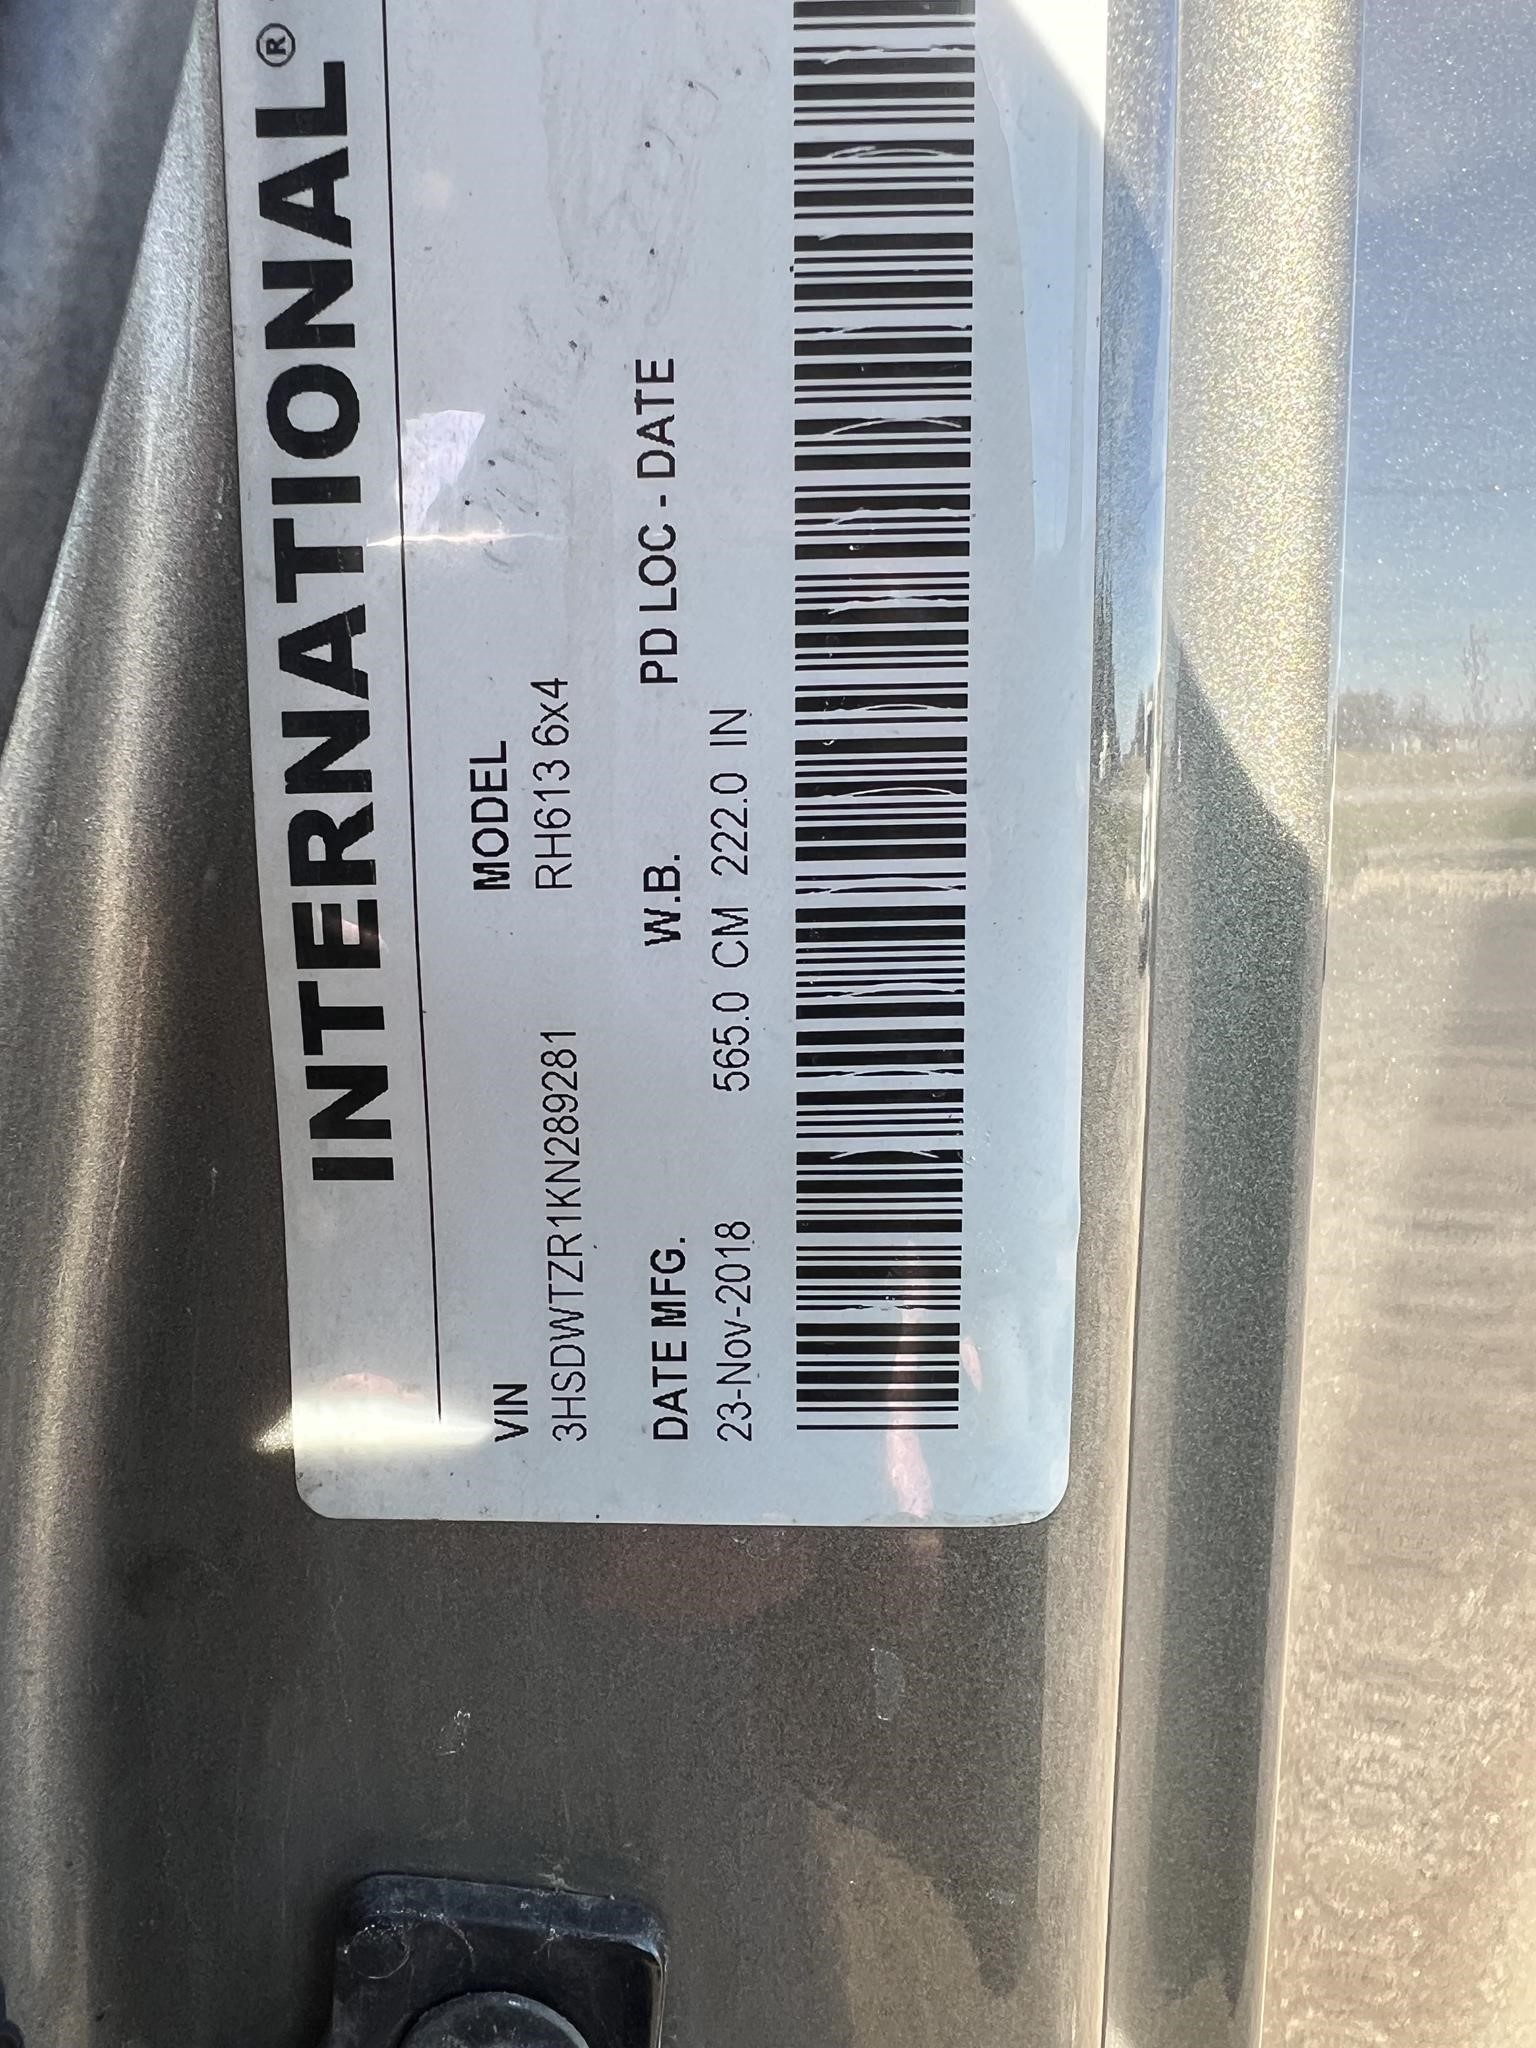 INTERNATIONAL®
VIN MODEL
3HSDWTZR1KN289281 RH613 6x4
DATE MFG. W.B. PD LOC - DATE
23-Nov-2018 565.0 CM 222.0 IN